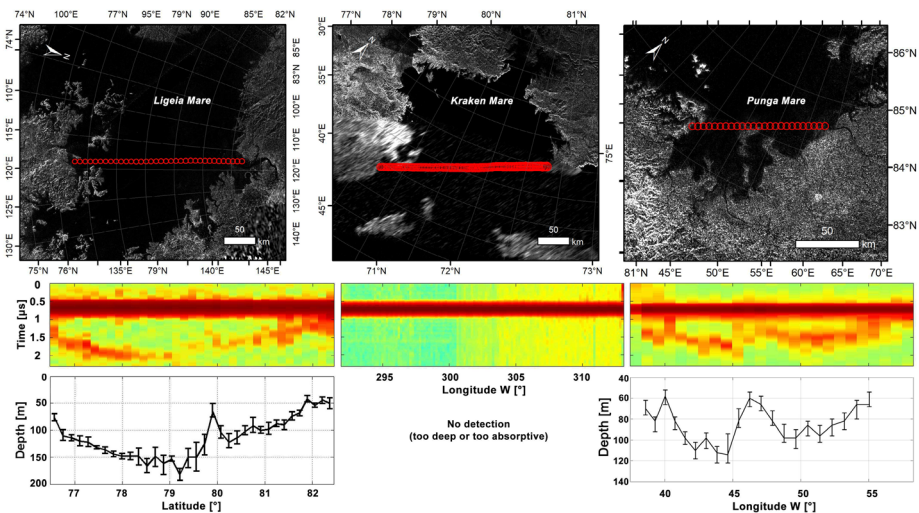 74°N 100°E 77°N 95°E 79°N 90°E 85°E 82°N
74°N
110°E
115°E
120°E
125°E
130°E
85°E
83°N
100°E
105°E
120°E
130°E
140°E
75°N 76°N 135°E 79°N 140°E 145°E
N
Ligeia Mare
50
km
77°N 78°N 79°N 80°N 81°N
30°E
35°E
40°E
45°E
75°E
71°N 72°N 73°N
N
Kraken Mare
50
km
86°N
85°N
84°N
83°N
81°N 45°E 50°E 55°E 60°E 65°E 70°E
N
Punga Mare
50
km
Time [µs]
0
0.5
1
1.5
2
295 300 305 310
Longitude W [°]
Depth [m]
0
50
100
150
200
77 78 79 80 81 82
Latitude [°]
No detection
(too deep or too absorptive)
Depth [m]
40
60
80
100
120
140
40 45 50 55
Longitude W [°]